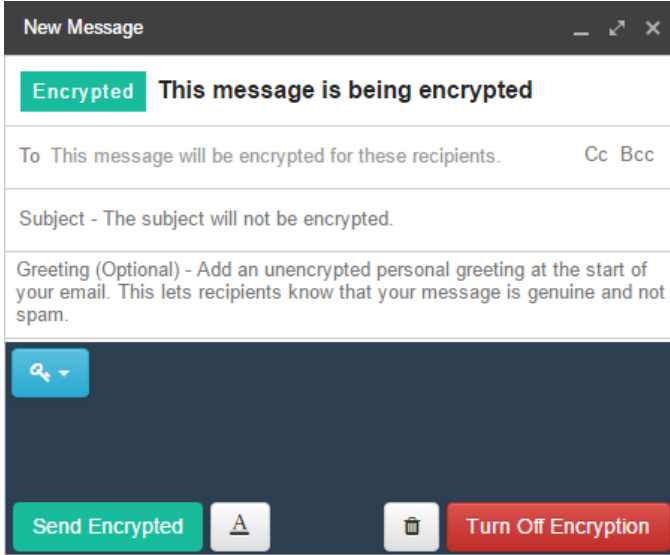 New Message
Encrypted This message is being encrypted
To This message will be encrypted for these recipients. Cc Bcc
Subject - The subject will not be encrypted.
Greeting (Optional) - Add an unencrypted personal greeting at the start of
your email. This lets recipients know that your message is genuine and not
spam.
Send Encrypted A Turn Off Encryption